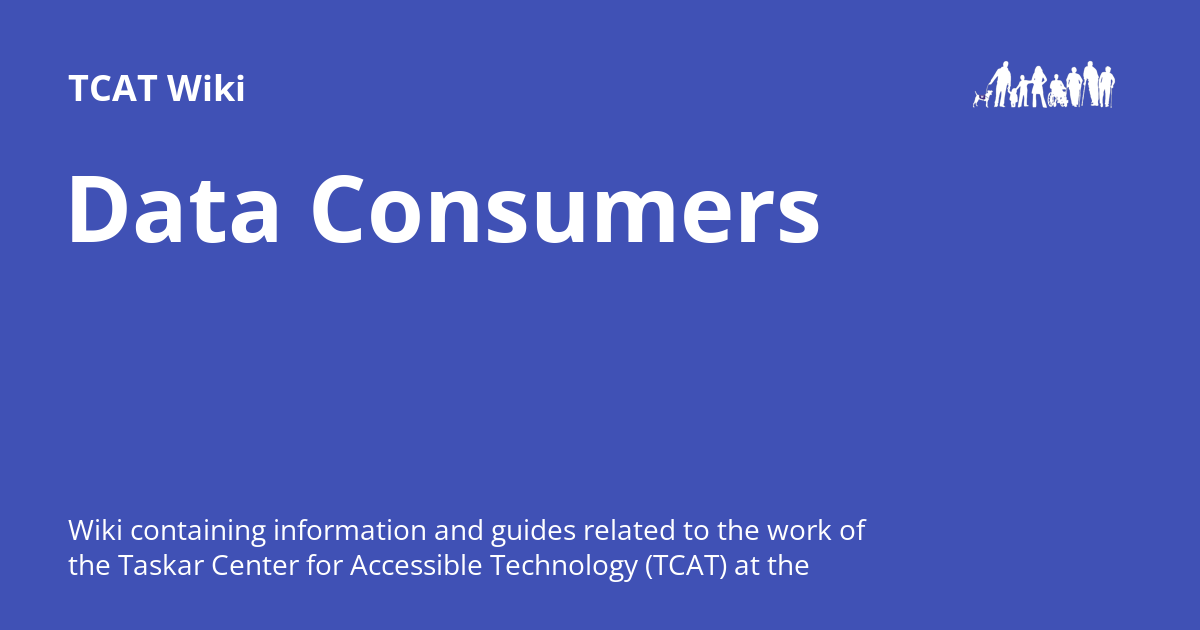 TCAT Wiki
Data Consumers
Wiki containing information and guides related to the work of
the Taskar Center for Accessible Technology (TCAT) at the